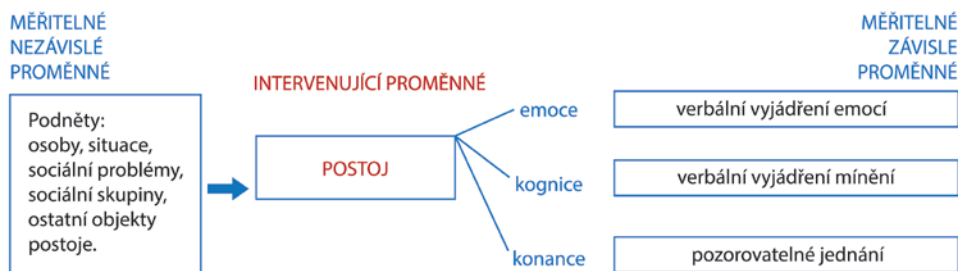 MĚŘITELNÉ
NEZÁVISLÉ
PROMĚNNÉ
Podněty:
osoby, situace,
sociální problémy,
sociální skupiny,
ostatní objekty
postoje.
INTERVENUJÍCÍ PROMĚNNÉ
POSTOJ
emoce
kognice
konance
MĚŘITELNÉ
ZÁVISLE
PROMĚNNÉ
verbální vyjádření emocí
verbální vyjádření mínění
pozorovatelné jednání